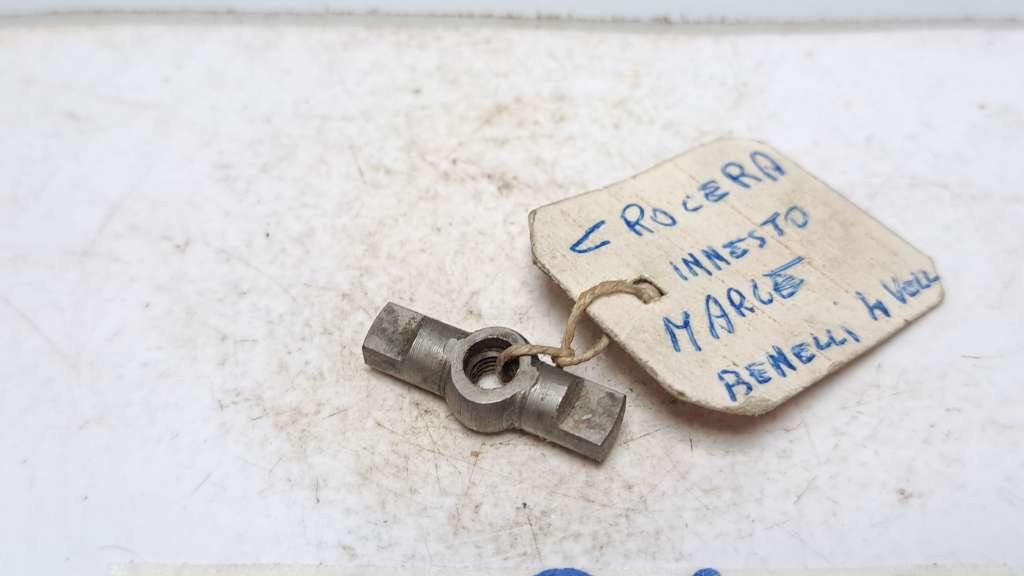 CROCERA
INNESTO
MARCE
BENELLI 4 VELL